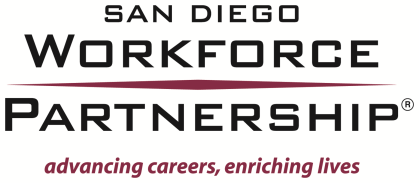 SAN DIEGO
WORKFORCE
PARTNERSHIP®
advancing careers, enriching lives